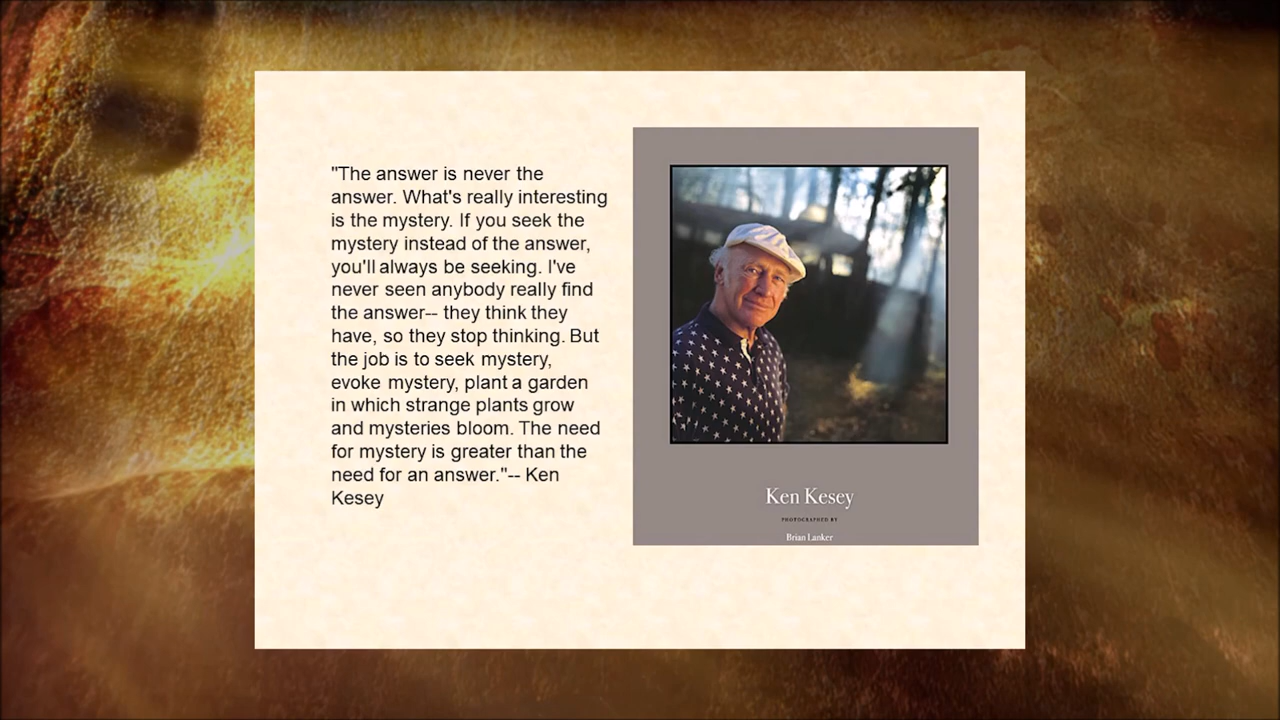 "The answer is never the
answer. What's really interesting
is the mystery. If you seek the
mystery instead of the answer,
you'll always be seeking. I've
never seen anybody really find
the answer-- they think they
have, so they stop thinking. But
the job is to seek mystery,
evoke mystery, plant a garden
in which strange plants grow
and mysteries bloom. The need
for mystery is greater than the
need for an answer."-- Ken
Kesey
Ken Kesey
PHOTOGRAPHED BY
Brian Lanker